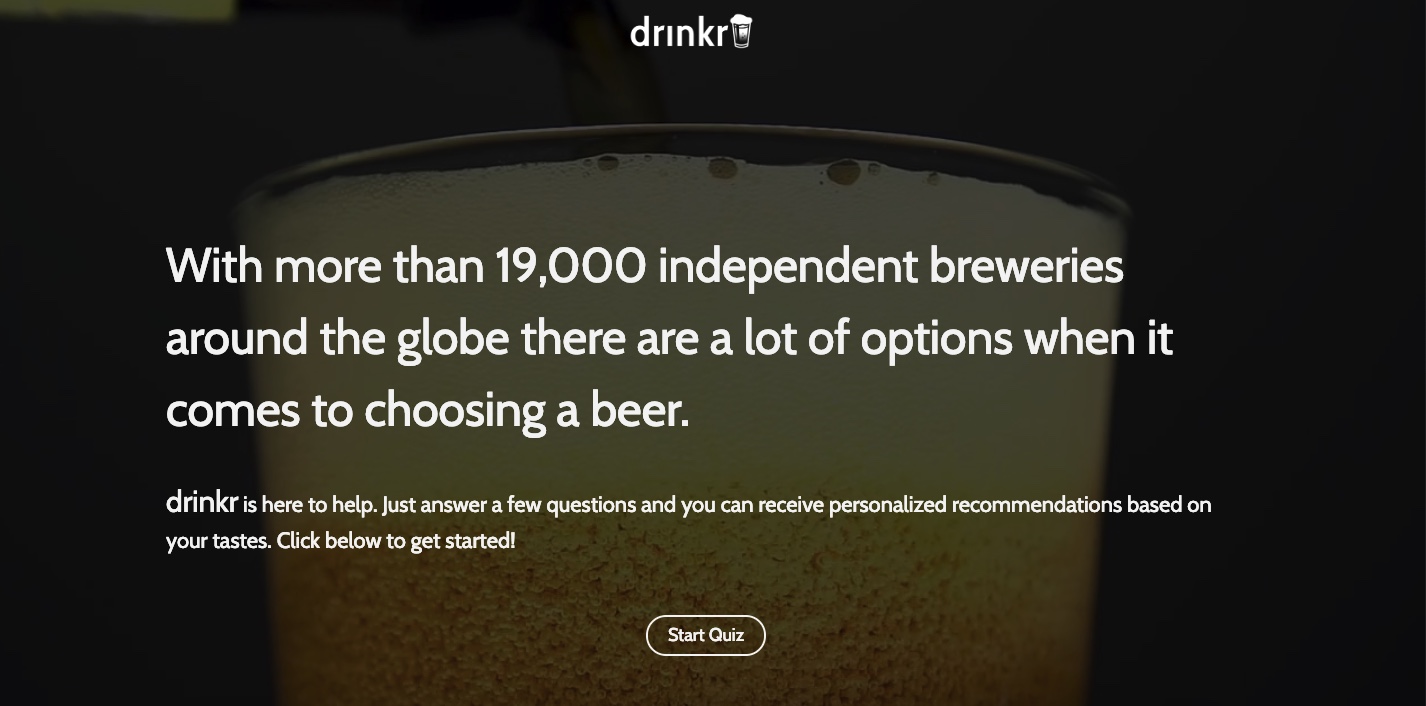 drinkr
With more than 19,000 independent breweries
around the globe there are a lot of options when it
comes to choosing a beer.
drinkr is here to help. Just answer a few questions and you can receive personalized recommendations based on
your tastes. Click below to get started!
Start Quiz